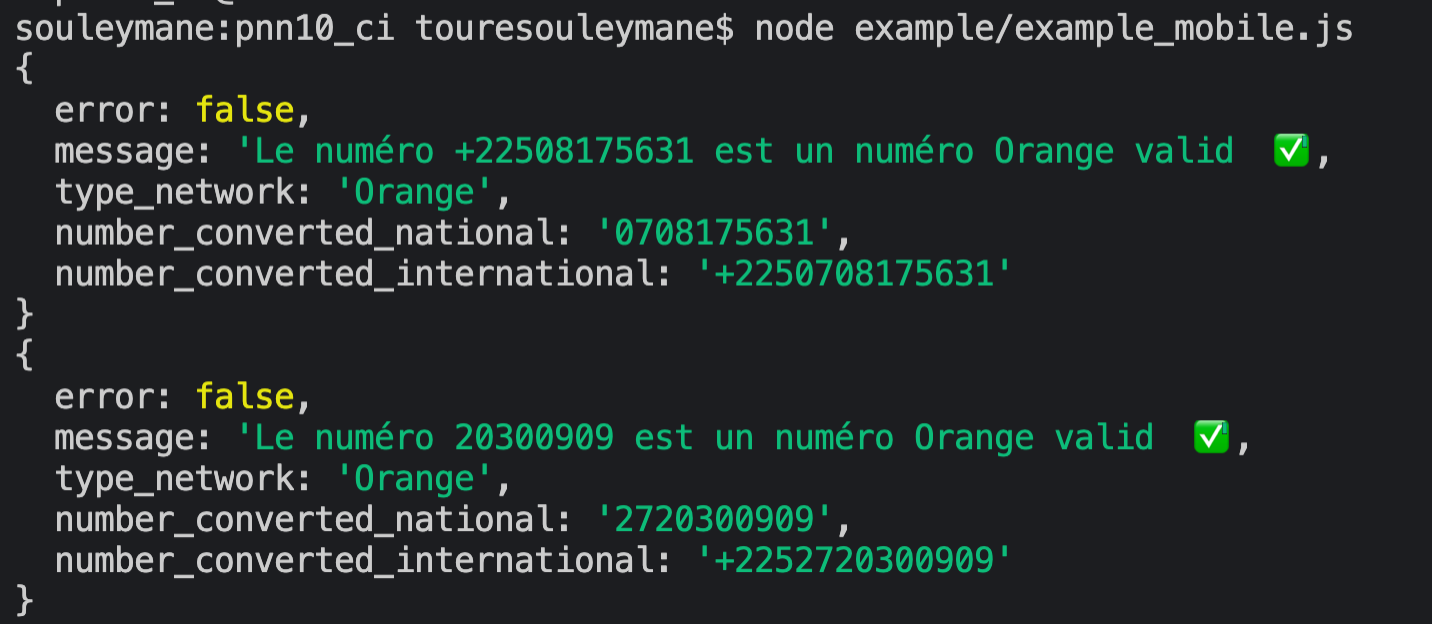 souleymane:pnn10_ci touresouleymane$ node example/example_mobile.js
{
  error: false,
  message: 'Le numéro +22508175631 est un numéro Orange valid  ✅',
  type_network: 'Orange',
  number_converted_national: '0708175631',
  number_converted_international: '+2250708175631'
}
{
  error: false,
  message: 'Le numéro 20300909 est un numéro Orange valid  ✅',
  type_network: 'Orange',
  number_converted_national: '2720300909',
  number_converted_international: '+2252720300909'
}